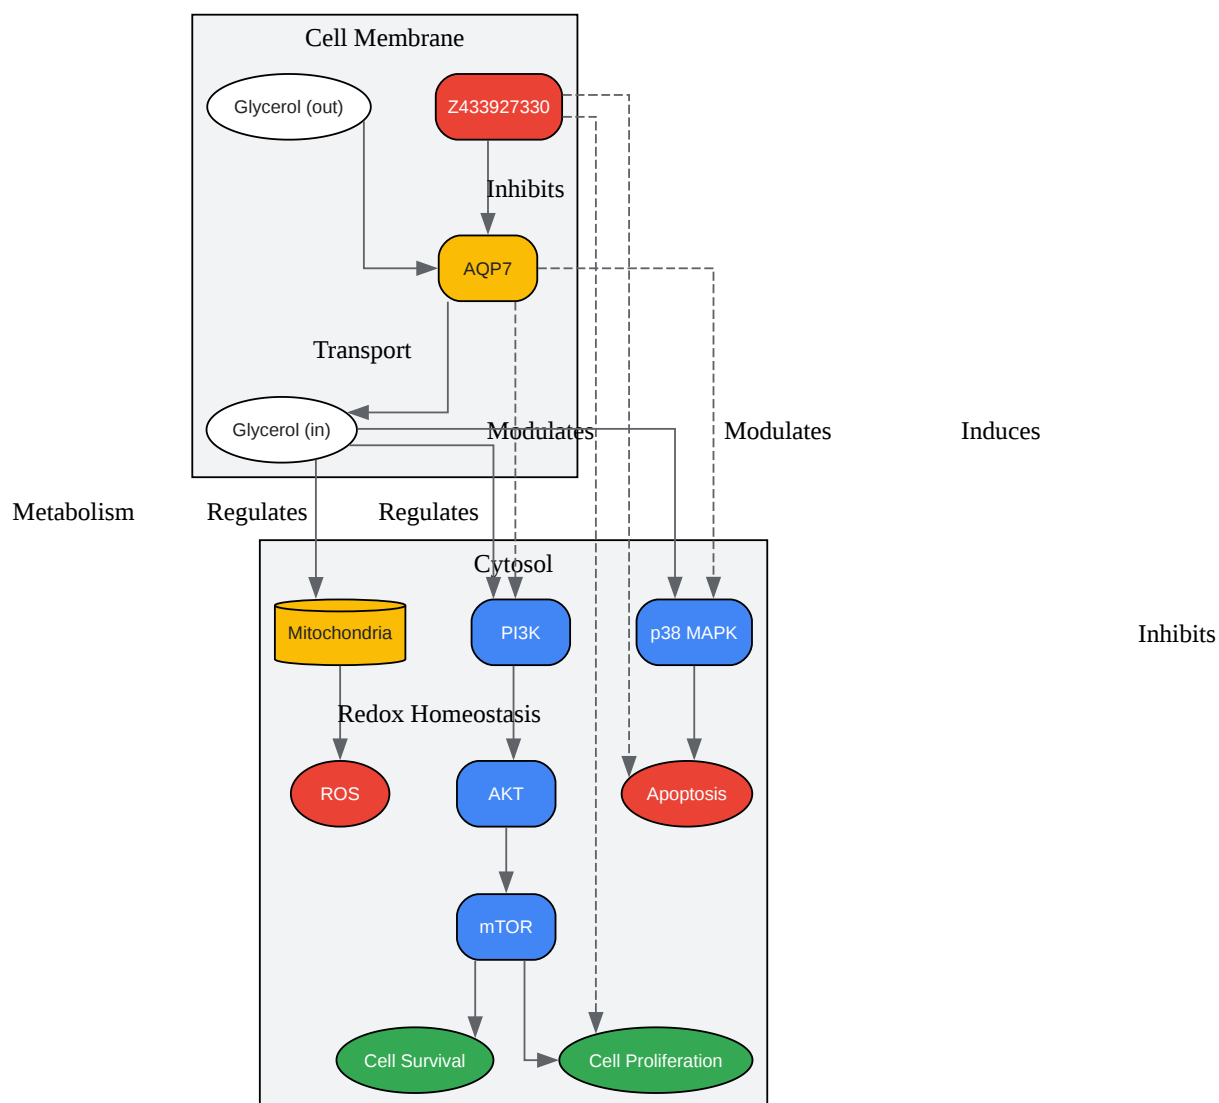 Cell Membrane
Glycerol (out)
Z433927330
Inhibits
AQP7
Transport
Glycerol (in)
Modulates
Modulates
Induces
Metabolism
Regulates
Regulates
Cytosol
Mitochondria
PI3K
p38 MAPK
Inhibits
Redox Homeostasis
ROS
AKT
Apoptosis
mTOR
Cell Survival
Cell Proliferation